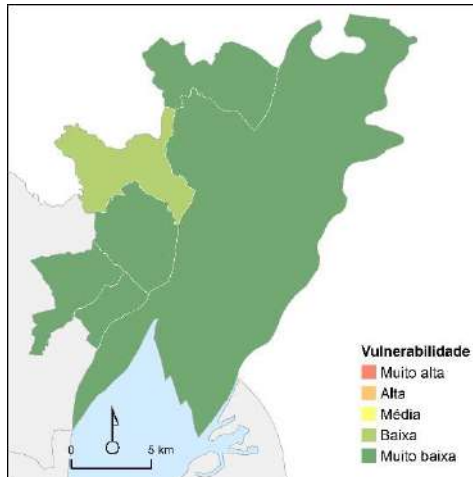 Vulnerabilidade
Muito alta
Alta
Média
Baixa
Muito baixa
0 5 km